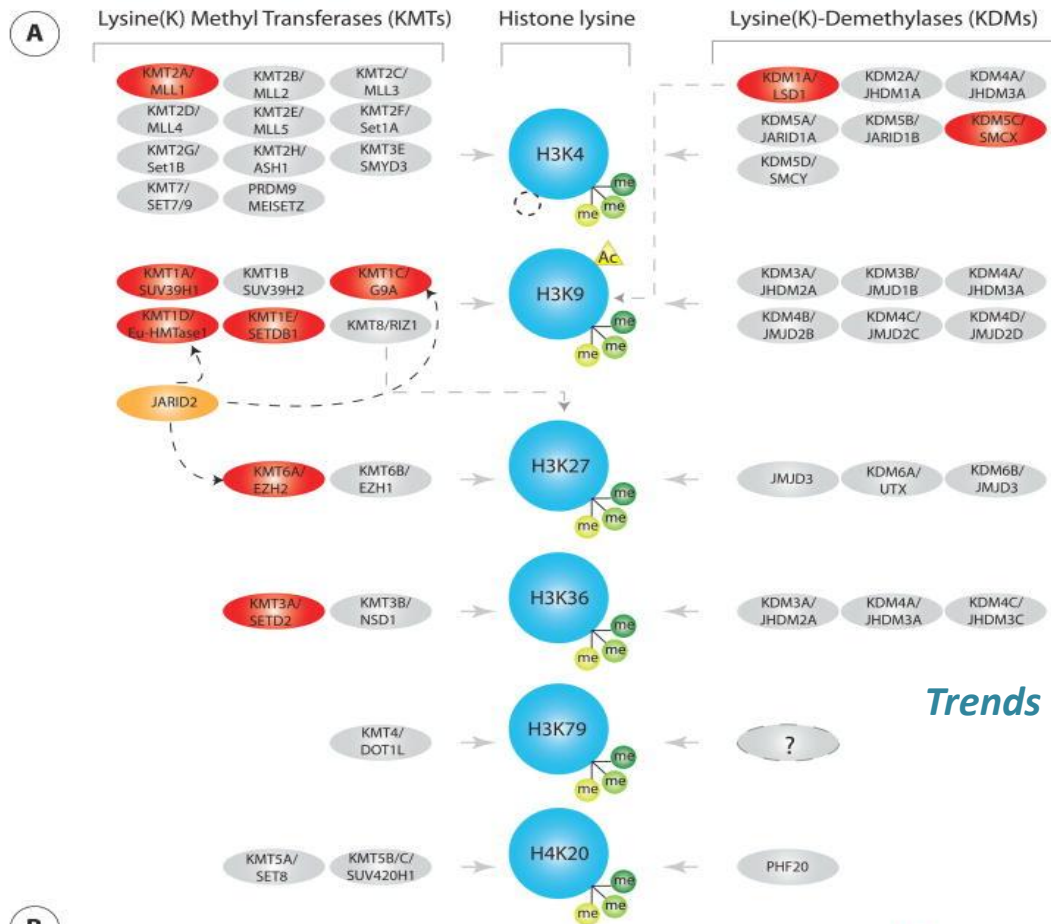 A
Lysine(K) Methyl Transferases (KMTs)
Histone lysine
Lysine(K)-Demethylases (KDMs)
KMT2A/
MLL1
KMT2B/
MLL2
KMT2C/
MLL3
KMT2D/
MLL4
KMT2E/
MLL5
KMT2F/
Set1A
KMT2G/
Set1B
KMT2H/
ASH1
KMT3E
SMYD3
KMT7/
SET7/9
PRDM9
MEISETZ
H3K4
me
me
me
KDM1A/
LSD1
KDM2A/
JHDM1A
KDM4A/
JHDM3A
KDM5A/
JARID1A
KDM5B/
JARID1B
KDM5C/
SMCX
KDM5D/
SMCY
KMT1A/
SUV39H1
KMT1B
SUV39H2
KMT1C/
G9A
KMT1D/
Eu-HMTase1
KMT1E/
SETDB1
KMT8/RIZ1
JARID2
Ac
H3K9
me
me
me
KDM3A/
JHDM2A
KDM3B/
JMJD1B
KDM4A/
JHDM3A
KDM4B/
JMJD2B
KDM4C/
JMJD2C
KDM4D/
JMJD2D
KMT6A/
EZH2
KMT6B/
EZH1
H3K27
me
me
me
JMJD3
KDM6A/
UTX
KDM6B/
JMJD3
KMT3A/
SETD2
KMT3B/
NSD1
H3K36
me
me
me
KDM3A/
JHDM2A
KDM4A/
JHDM3A
KDM4C/
JHDM3C
Trends
KMT4/
DOT1L
H3K79
me
me
me
?
KMT5A/
SET8
KMT5B/C/
SUV420H1
H4K20
me
me
me
PHF20